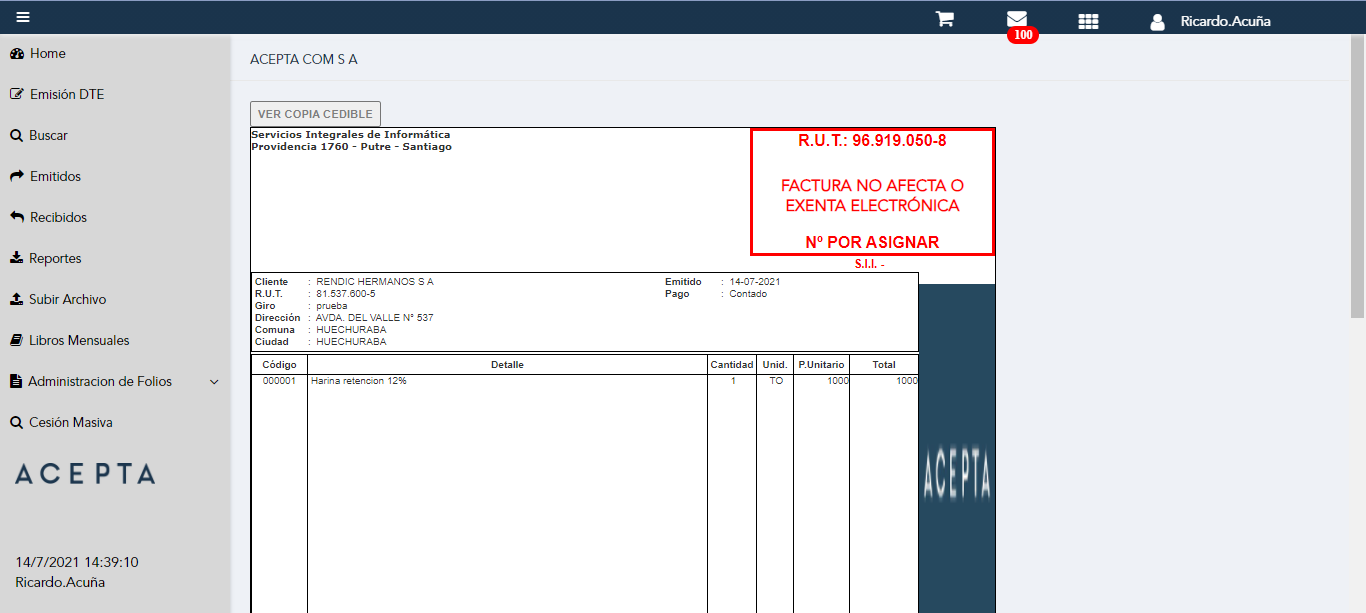 Ricardo.Acuña
100
Home
Emisión DTE
Buscar
Emitidos
Recibidos
Reportes
Subir Archivo
Libros Mensuales
Administracion de Folios
Cesión Masiva
ACEPTA
14/7/2021 14:39:10
Ricardo.Acuña
ACEPTA COM S A
VER COPIA CEDIBLE
Servicios Integrales de Informática
Providencia 1760 - Putre - Santiago
R.U.T.: 96.919.050-8
FACTURA NO AFECTA O
EXENTA ELECTRÓNICA
Nº POR ASIGNAR
S.I.I. -
Cliente : RENDIC HERMANOS S A Emitido : 14-07-2021
R.U.T. : 81.537.600-5 Pago : Contado
Giro : prueba
Dirección : AVDA. DEL VALLE N° 537
Comuna : HUECHURABA
Ciudad : HUECHURABA
Código Detalle Cantidad Unid. P.Unitario Total
000001 Harina retencion 12% 1 TO 1000 1000
ACEPTA